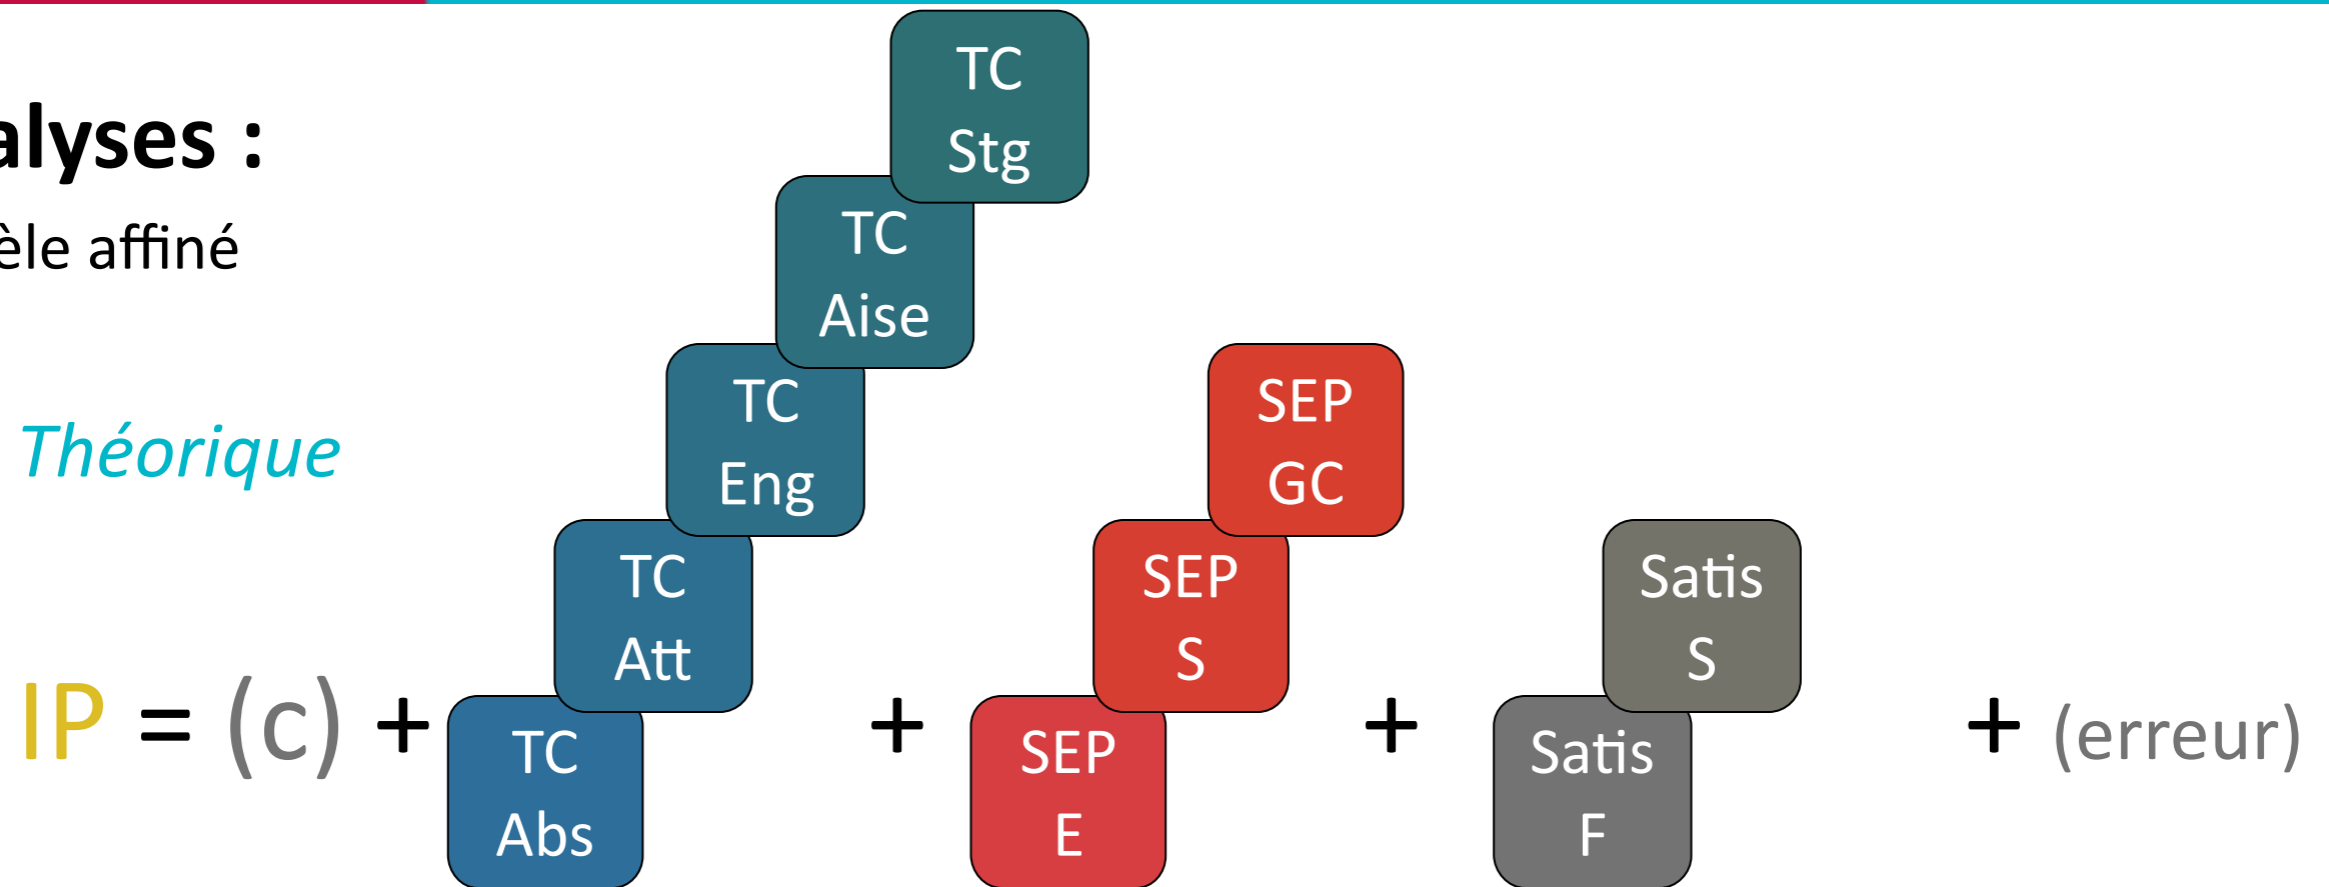 alyses :
èle affiné
Théorique
TC
Stg
TC
Aise
TC
Eng
TC
Att
TC
Abs
SEP
GC
SEP
S
SEP
E
Satis
S
Satis
F
IP = (c) + + + + (erreur)